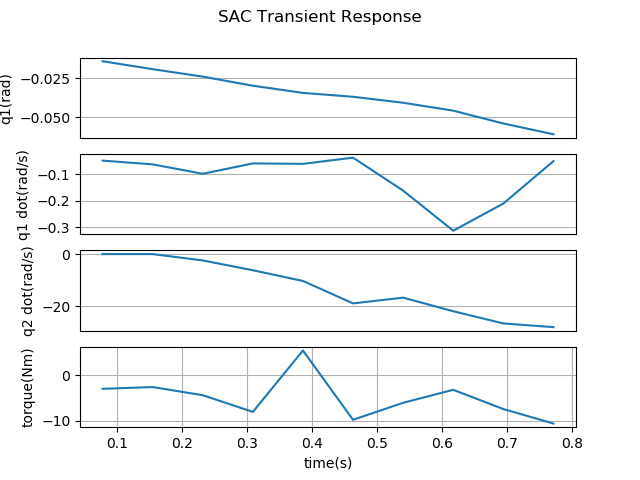 SAC Transient Response
q1(rad)
−0.025
−0.050
q1 dot(rad/s)
−0.1
−0.2
−0.3
q2 dot(rad/s)
0
−20
torque(Nm)
0
−10
0.1 0.2 0.3 0.4 0.5 0.6 0.7 0.8
time(s)